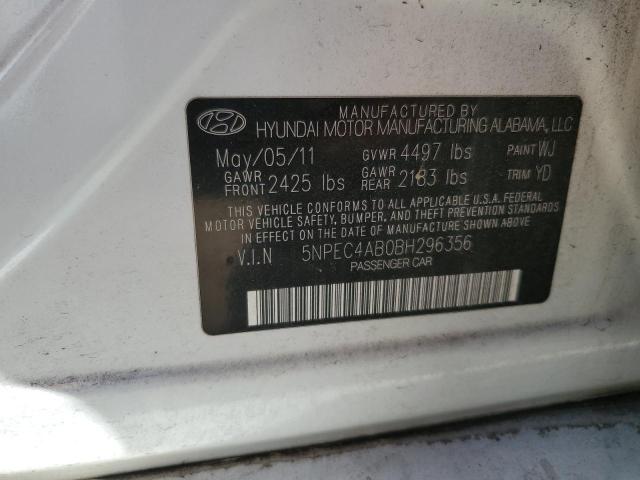 MANUFACTURED BY
HYUNDAI MOTOR MANUFACTURING ALABAMA, LLC
May/05/11 GVWR 4497 lbs PAINT WJ
GAWR FRONT 2425 lbs GAWR REAR 2183 lbs TRIM YD
THIS VEHICLE CONFORMS TO ALL APPLICABLE U.S.A. FEDERAL
MOTOR VEHICLE SAFETY, BUMPER, AND THEFT PREVENTION STANDARDS
IN EFFECT ON THE DATE OF MANUFACTURE SHOWN ABOVE
V.I.N 5NPEC4AB0BH296356
PASSENGER CAR